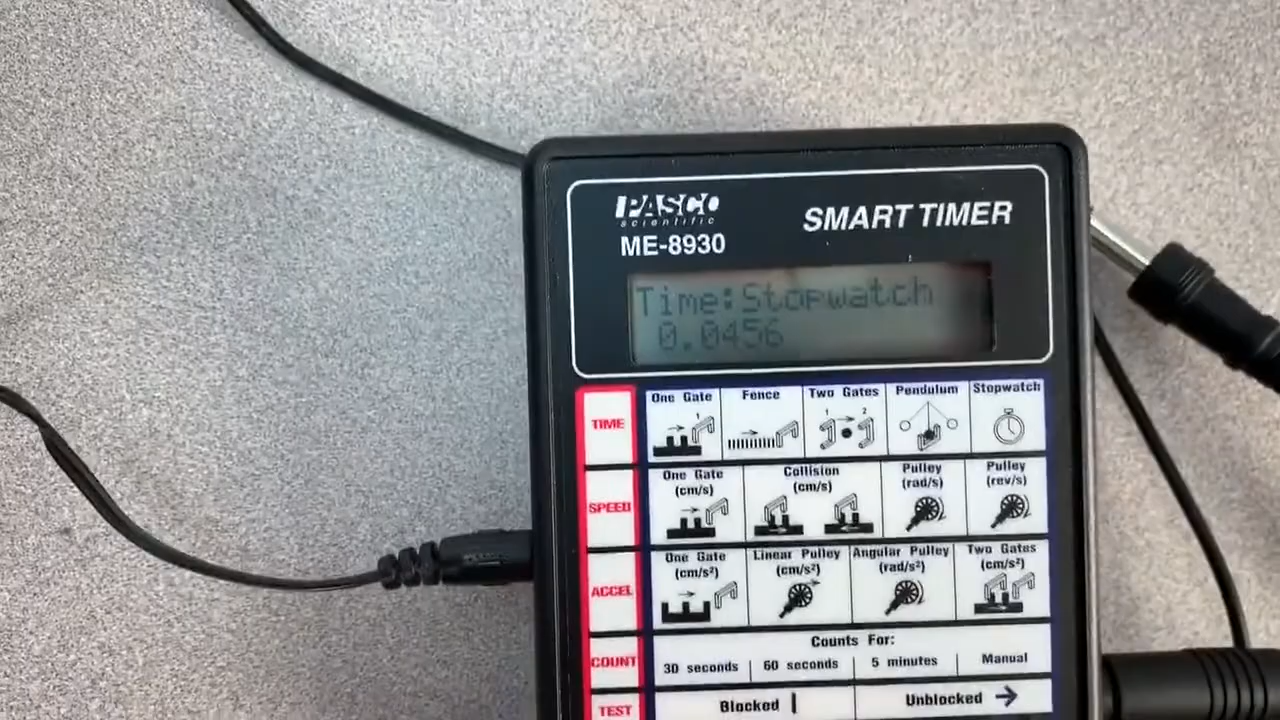 PASCO
scientific
ME-8930
SMART TIMER
Time:Stopwatch
0.0456
TIME
One Gate
1
Fence
Two Gates
1 2
Pendulum
Stopwatch
SPEED
One Gate
(cm/s)
Collision
(cm/s)
Pulley
(rad/s)
Pulley
(rev/s)
ACCEL
One Gate
(cm/s²)
Linear Pulley
(cm/s²)
Angular Pulley
(rad/s²)
Two Gates
(cm/s²)
COUNT
Counts For:
30 seconds
60 seconds
5 minutes
Manual
TEST
Blocked |
Unblocked →